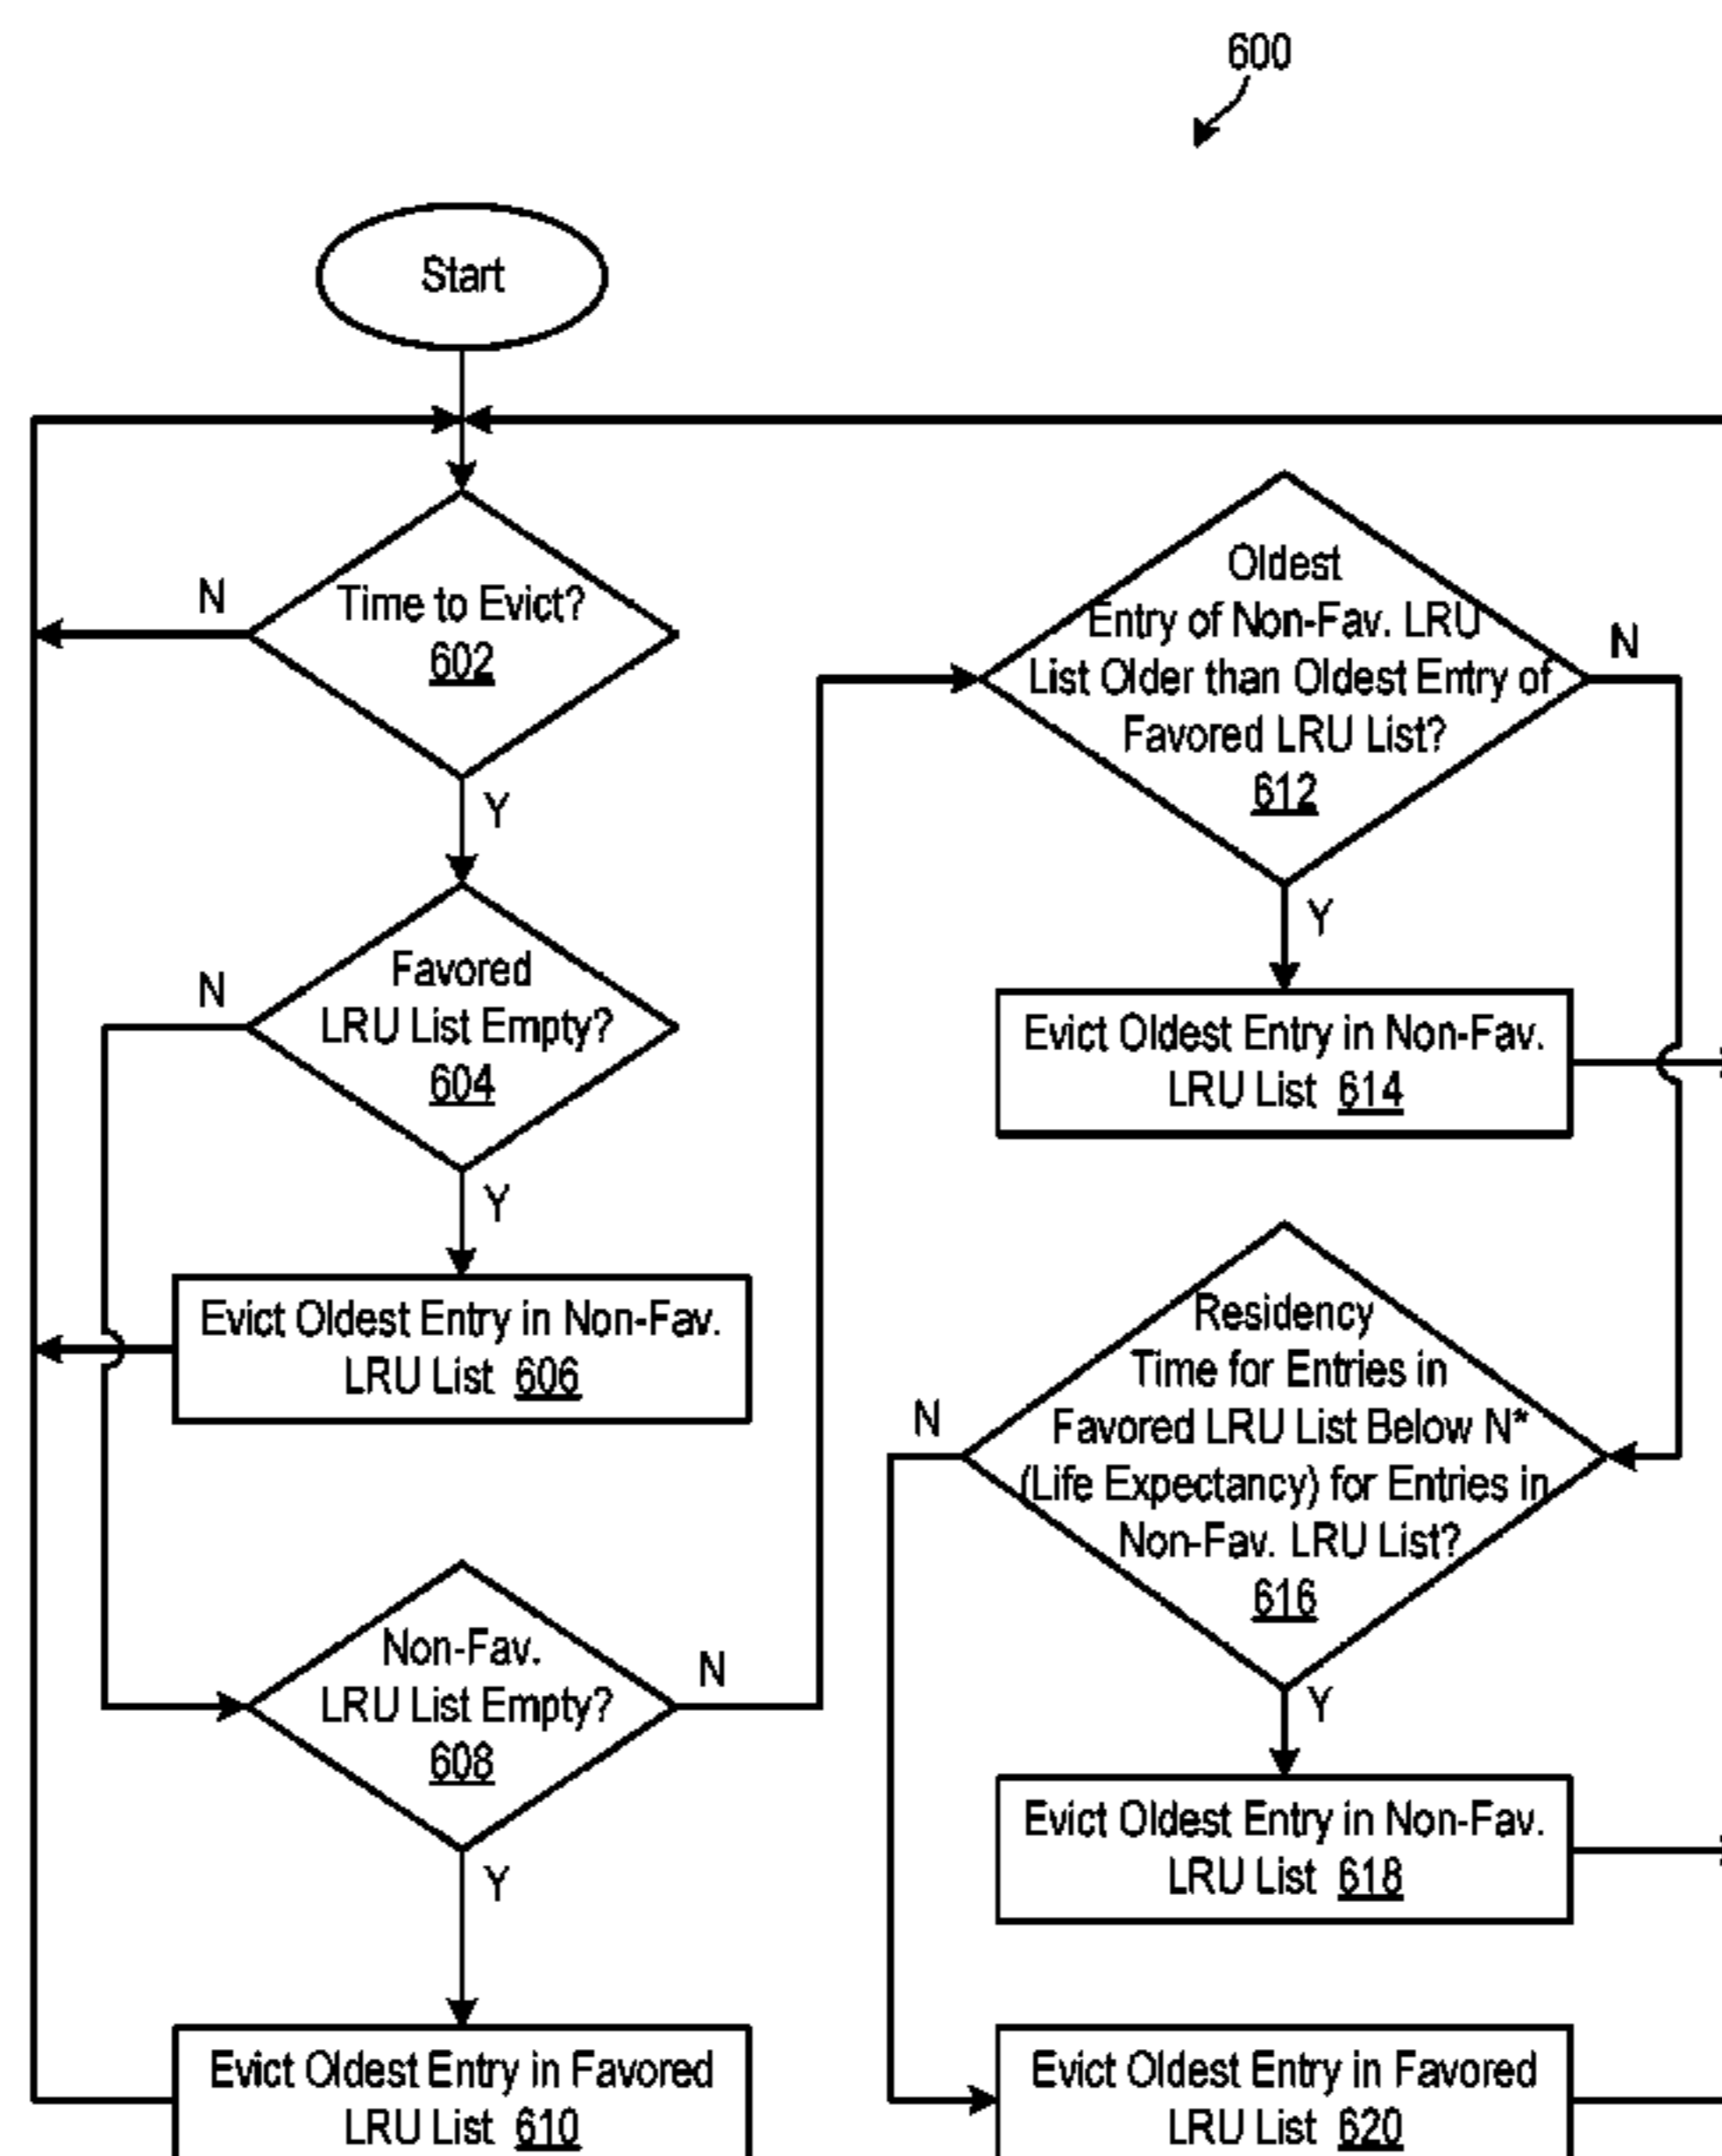 600
Start
N
Time to Evict?
602
Y
N
Favored
LRU List Empty?
604
Y
Evict Oldest Entry in Non-Fav.
LRU List 606
Non-Fav.
LRU List Empty?
608
N
Y
Evict Oldest Entry in Favored
LRU List 610
Oldest
Entry of Non-Fav. LRU
List Older than Oldest Entry of
Favored LRU List?
612
N
Y
Evict Oldest Entry in Non-Fav.
LRU List 614
Residency
Time for Entries in
Favored LRU List Below N*
(Life Expectancy) for Entries in
Non-Fav. LRU List?
616
N
Y
Evict Oldest Entry in Non-Fav.
LRU List 618
Evict Oldest Entry in Favored
LRU List 620